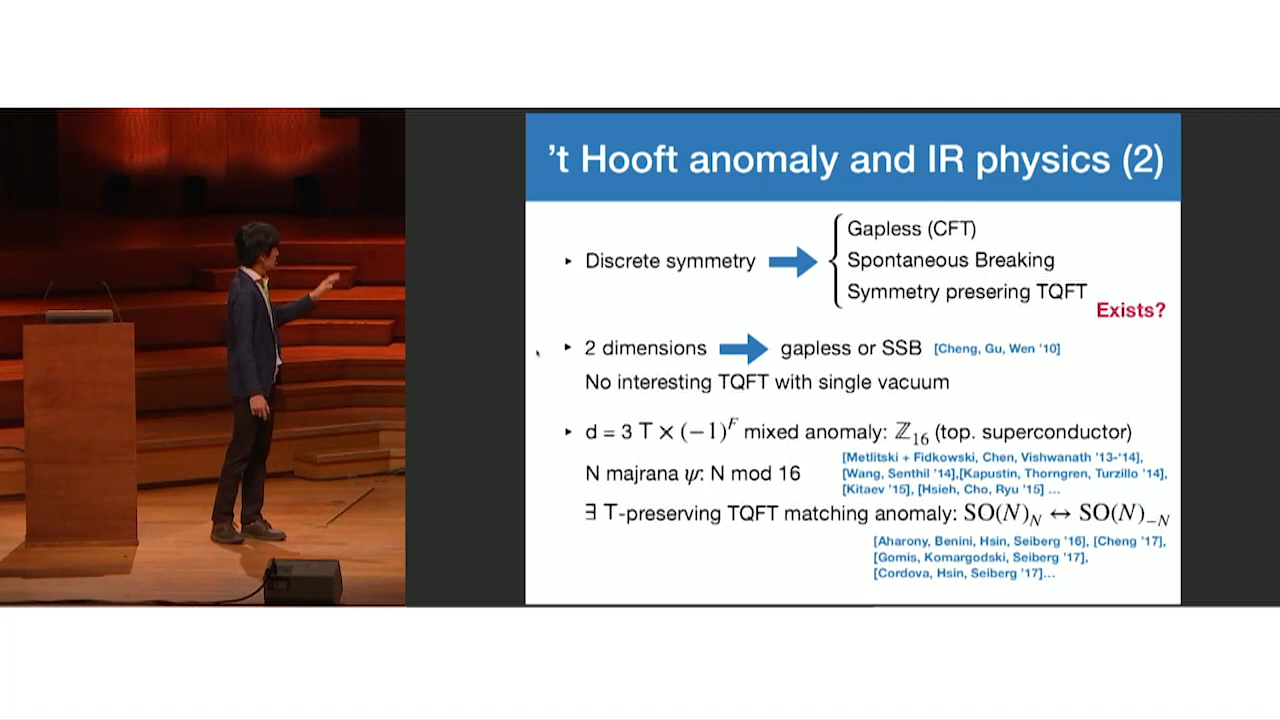 't Hooft anomaly and IR physics (2)
‣ Discrete symmetry
Gapless (CFT)
Spontaneous Breaking
Symmetry presering TQFT
Exists?
‣ 2 dimensions
gapless or SSB [Cheng, Gu, Wen '10]
No interesting TQFT with single vacuum
‣ d = 3 T × (−1)^F mixed anomaly: ℤ₁₆ (top. superconductor)
[Metlitski + Fidkowski, Chen, Vishwanath '13-'14],
N majrana ψ: N mod 16
[Wang, Senthil '14],[Kapustin, Thorngren, Turzillo '14],
[Kitaev '15], [Hsieh, Cho, Ryu '15] ...
∃ T-preserving TQFT matching anomaly: SO(N)_N ↔ SO(N)_−N
[Aharony, Benini, Hsin, Seiberg '16], [Cheng '17],
[Gomis, Komargodski, Seiberg '17],
[Cordova, Hsin, Seiberg '17]...